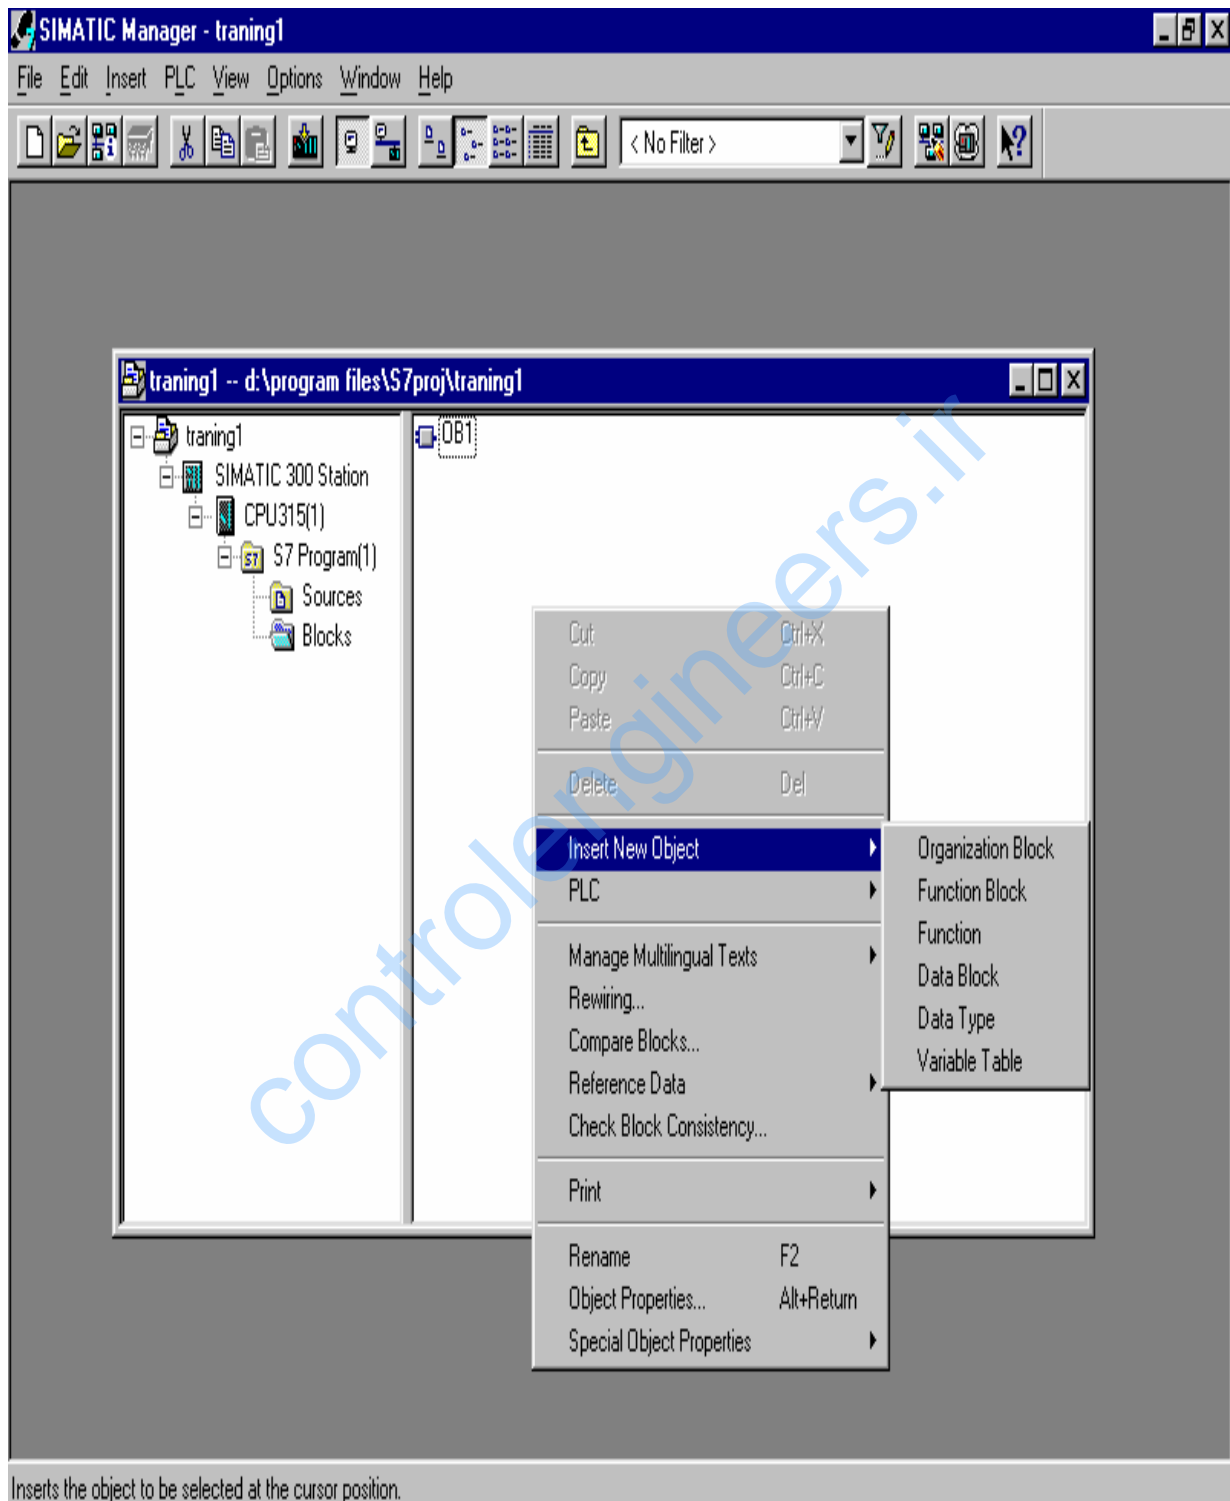 SIMATIC Manager - traning1
File Edit Insert PLC View Options Window Help
< No Filter >
traning1 -- d:\program files\S7proj\traning1
traning1
SIMATIC 300 Station
CPU315(1)
S7 Program(1)
Sources
Blocks
OB1
Cut Ctrl+X
Copy Ctrl+C
Paste Ctrl+V
Delete Del
Insert New Object
PLC
Manage Multilingual Texts
Rewiring...
Compare Blocks...
Reference Data
Check Block Consistency...
Print
Rename F2
Object Properties... Alt+Return
Special Object Properties
Organization Block
Function Block
Function
Data Block
Data Type
Variable Table
controlengineers.ir
Inserts the object to be selected at the cursor position.